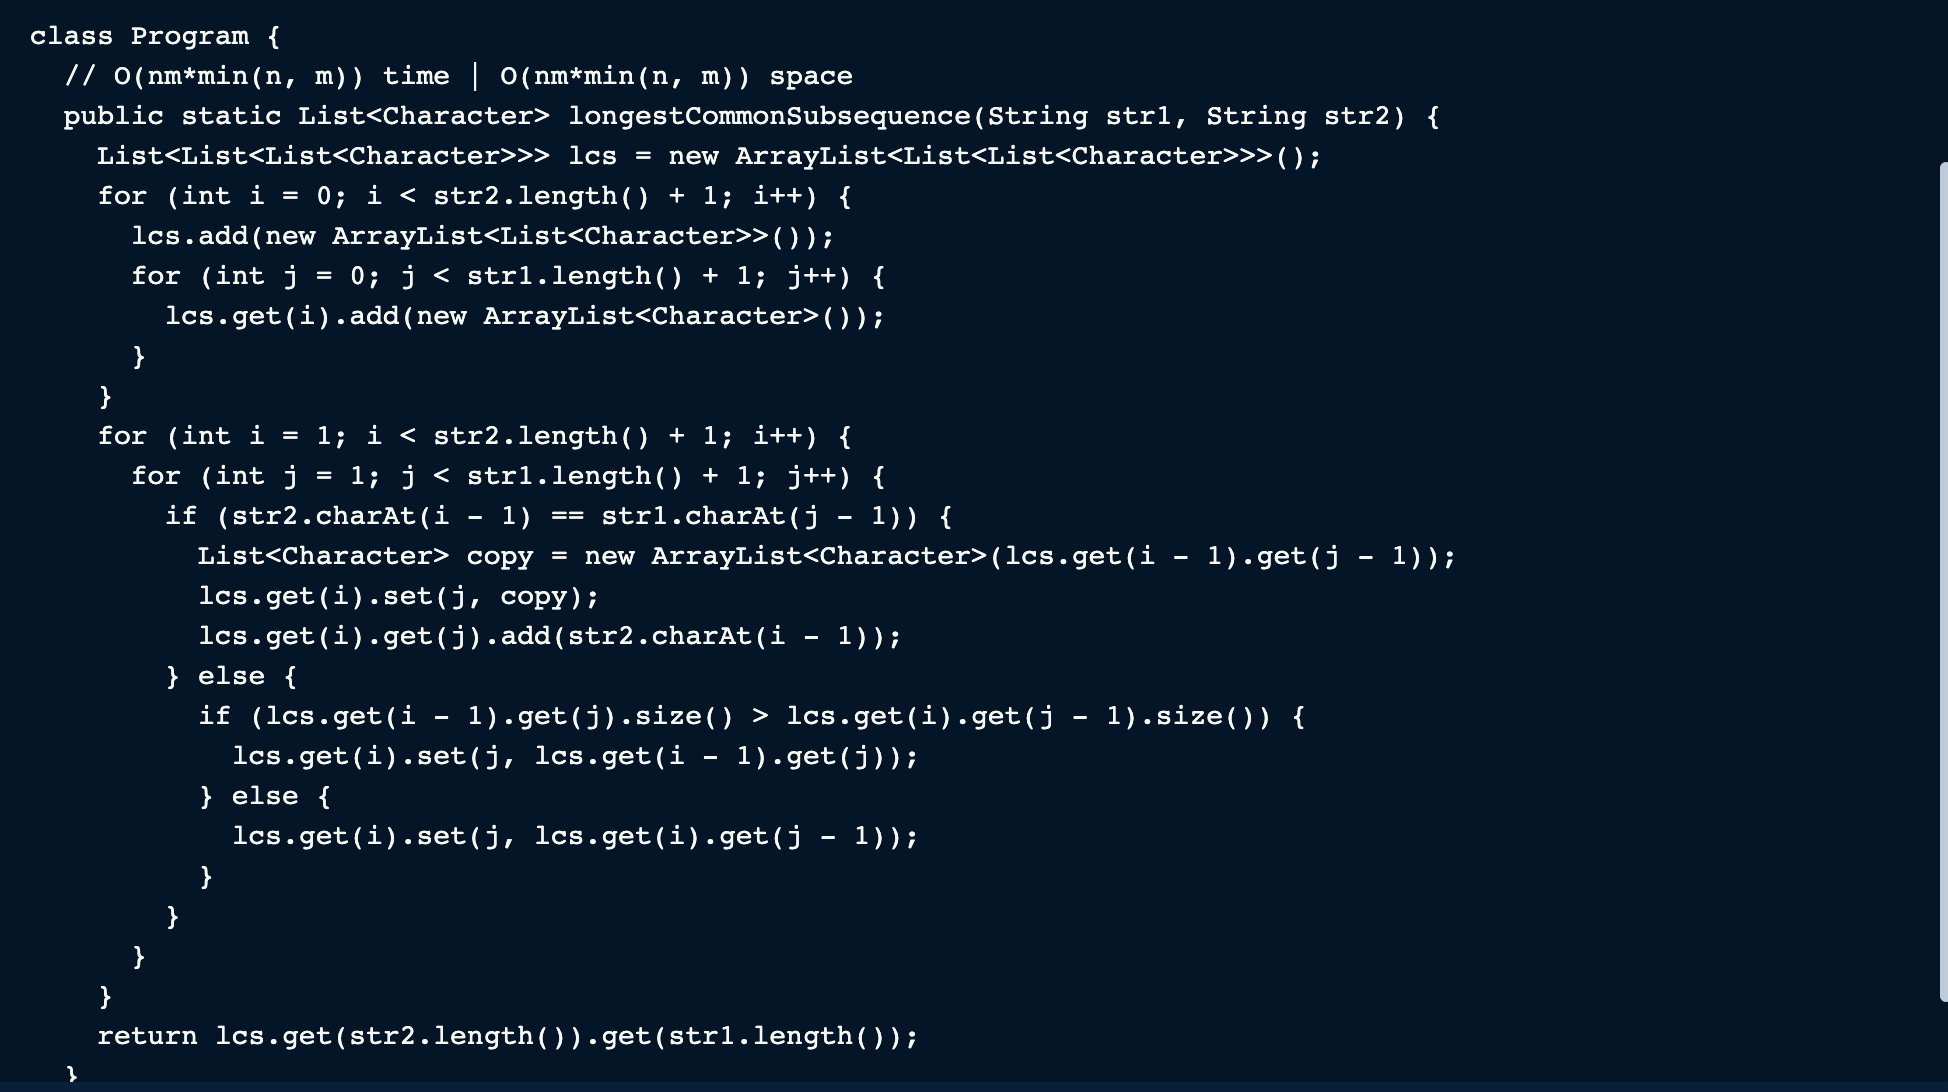 class Program {
  // O(nm*min(n, m)) time | O(nm*min(n, m)) space
  public static List<Character> longestCommonSubsequence(String str1, String str2) {
    List<List<List<Character>>> lcs = new ArrayList<List<List<Character>>>();
    for (int i = 0; i < str2.length() + 1; i++) {
      lcs.add(new ArrayList<List<Character>>());
      for (int j = 0; j < str1.length() + 1; j++) {
        lcs.get(i).add(new ArrayList<Character>());
      }
    }
    for (int i = 1; i < str2.length() + 1; i++) {
      for (int j = 1; j < str1.length() + 1; j++) {
        if (str2.charAt(i - 1) == str1.charAt(j - 1)) {
          List<Character> copy = new ArrayList<Character>(lcs.get(i - 1).get(j - 1));
          lcs.get(i).set(j, copy);
          lcs.get(i).get(j).add(str2.charAt(i - 1));
        } else {
          if (lcs.get(i - 1).get(j).size() > lcs.get(i).get(j - 1).size()) {
            lcs.get(i).set(j, lcs.get(i - 1).get(j));
          } else {
            lcs.get(i).set(j, lcs.get(i).get(j - 1));
          }
        }
      }
    }
    return lcs.get(str2.length()).get(str1.length());
  }